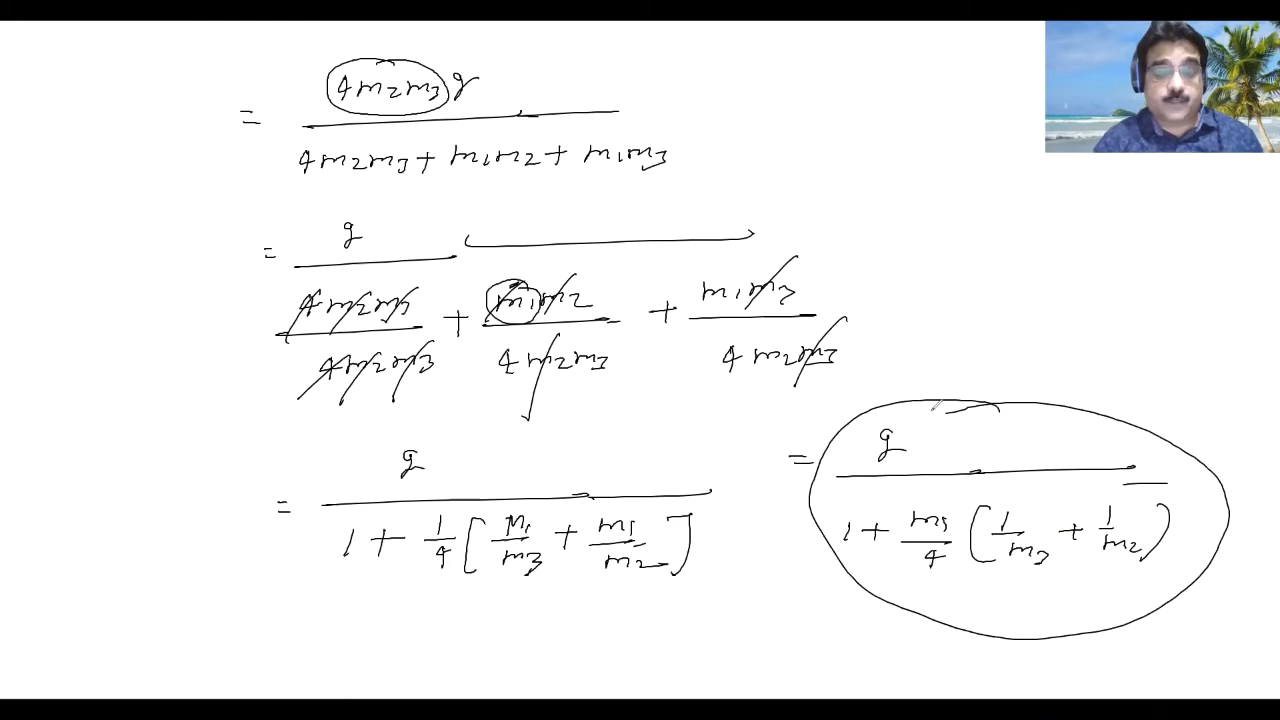 = 4m2m3 g / 4m2m3 + m1m2 + m1m3
= g / 4m2m3/4m2m3 + m1m2/4m2m3 + m1m3/4m2m3
= g / 1 + 1/4 [m1/m3 + m1/m2]
= g / 1 + m1/4 (1/m3 + 1/m2)